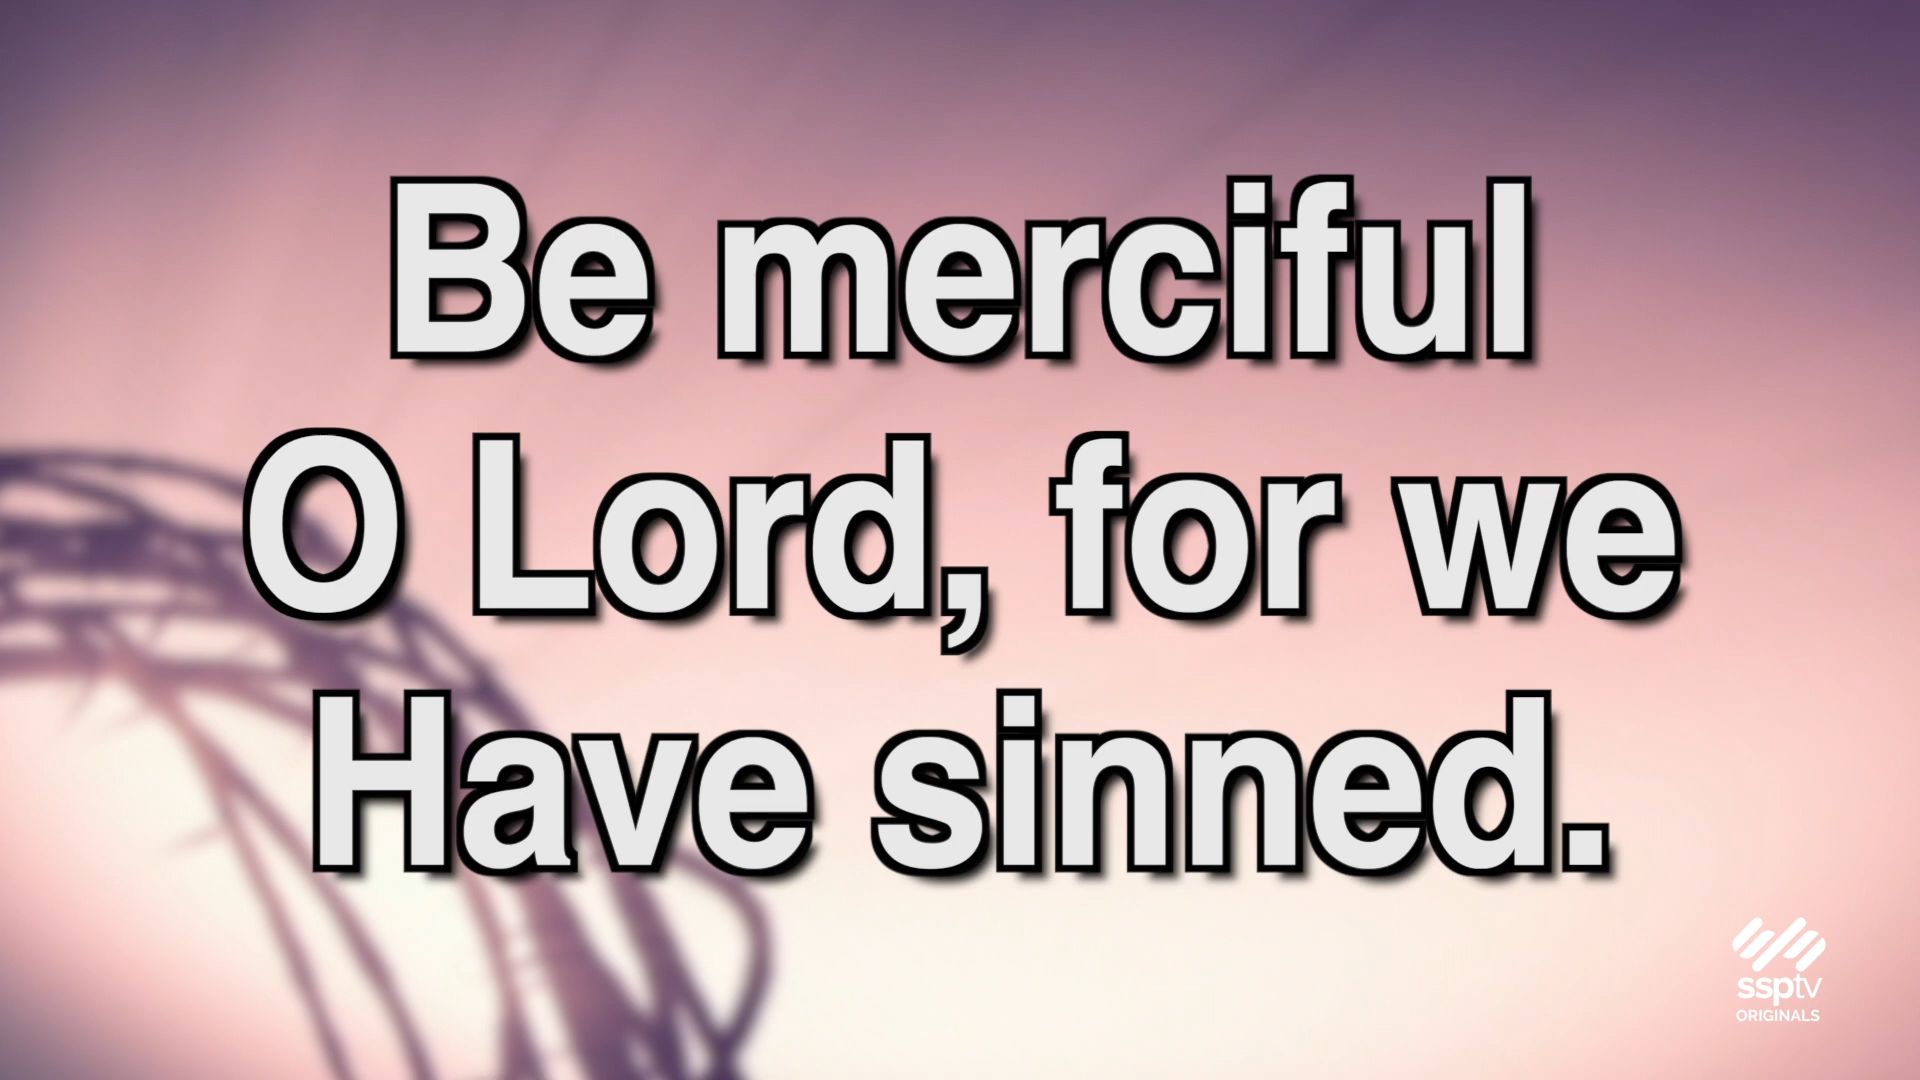 Be merciful
O Lord, for we
Have sinned.
ssptv
ORIGINALS